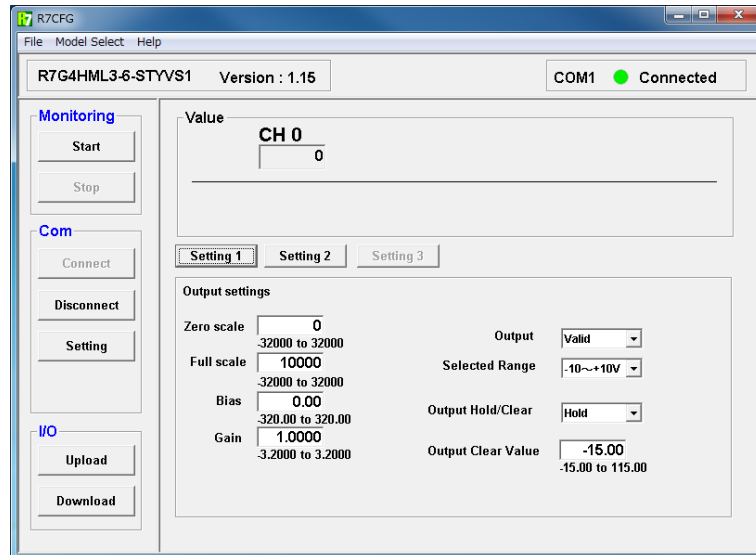 R7 R7CFG
File Model Select Help
R7G4HML3-6-STYVS1 Version : 1.15 COM1 Connected
Monitoring
Start
Stop
Com
Connect
Disconnect
Setting
I/O
Upload
Download
Value
CH 0
0
Setting 1 Setting 2 Setting 3
Output settings
Zero scale 0
-32000 to 32000
Full scale 10000
-32000 to 32000
Bias 0.00
-320.00 to 320.00
Gain 1.0000
-3.2000 to 3.2000
Output Valid
Selected Range -10～+10V
Output Hold/Clear Hold
Output Clear Value -15.00
-15.00 to 115.00